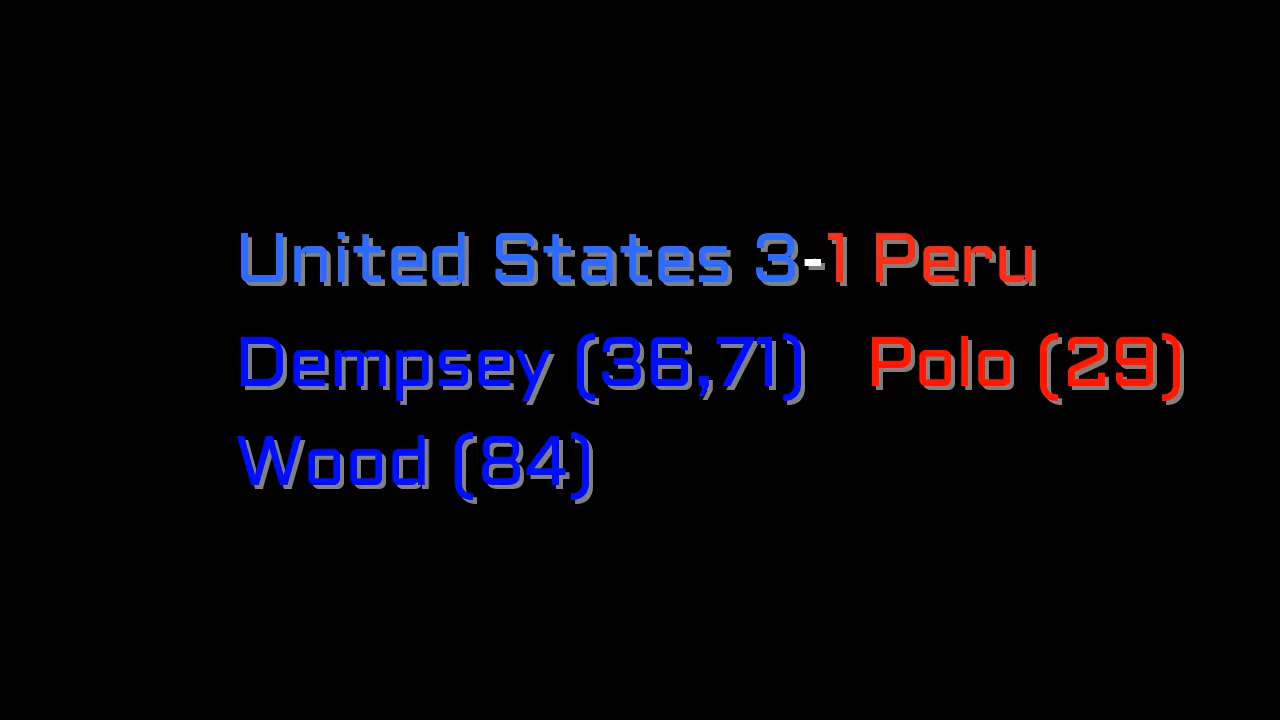 United States 3-1 Peru
Dempsey (36,71) Polo (29)
Wood (84)